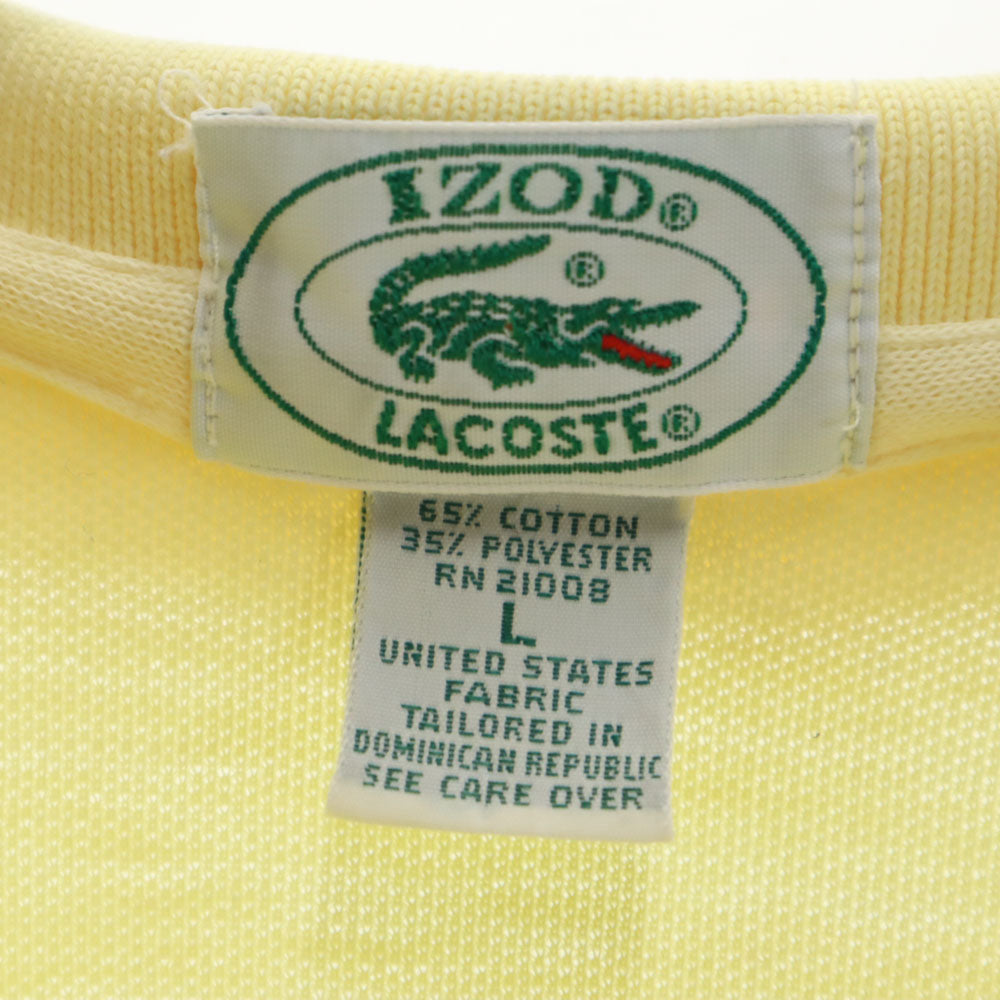 IZOD®
®
LACOSTE®
65% COTTON
35% POLYESTER
RN 21008
L
UNITED STATES
FABRIC
TAILORED IN
DOMINICAN REPUBLIC
SEE CARE OVER